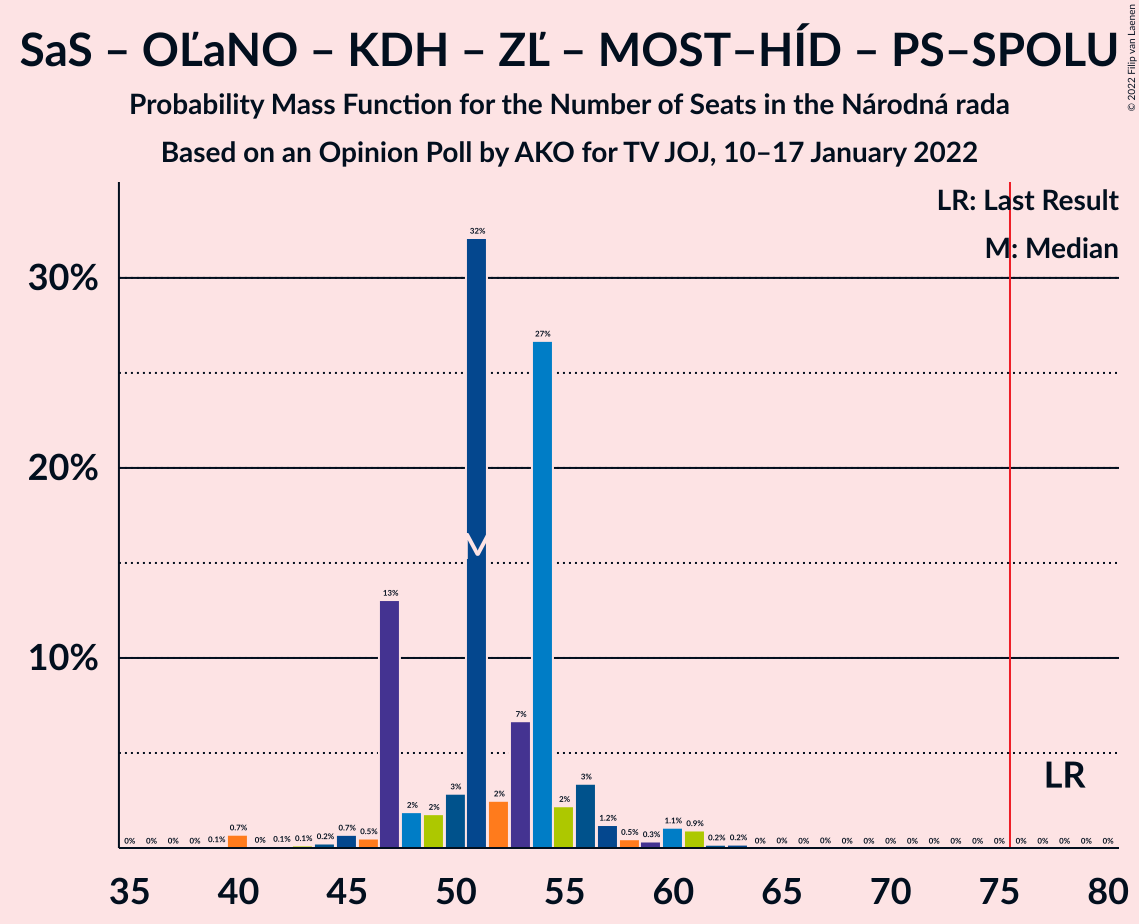 SaS – OĽaNO – KDH – ZĽ – MOST–HÍD – PS–SPOLU
Probability Mass Function for the Number of Seats in the Národná rada
Based on an Opinion Poll by AKO for TV JOJ, 10–17 January 2022
© 2022 Filip van Laenen
LR: Last Result
M: Median
30%
20%
10%
0% 0% 0% 0% 0.1% 0.7% 0% 0.1% 0.1% 0.2% 0.7% 0.5% 13% 2% 2% 3% 32% 2% 7% 27% 2% 3% 1.2% 0.5% 0.3% 1.1% 0.9% 0.2% 0.2% 0% 0% 0% 0% 0% 0% 0% 0% 0% 0% 0% 0% 0% 0% 0% 0% 0%
M
LR
35 40 45 50 55 60 65 70 75 80